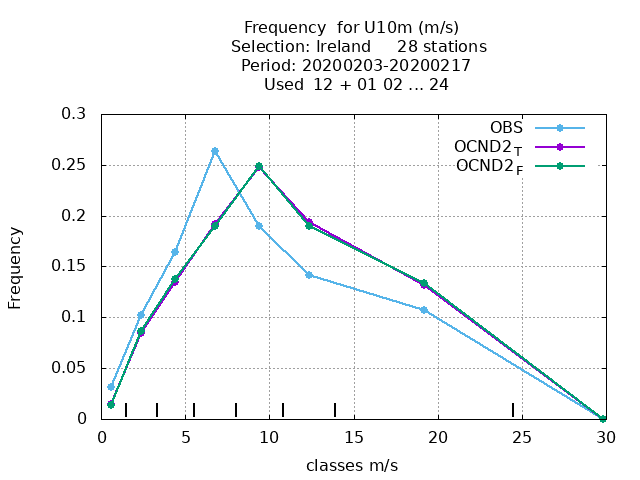 Frequency  for U10m (m/s)
Selection: Ireland     28 stations
Period: 20200203-20200217
Used  12 + 01 02 ... 24
Frequency
0.3
0.25
0.2
0.15
0.1
0.05
0
OBS
OCND2T
OCND2F
0 5 10 15 20 25 30
classes m/s